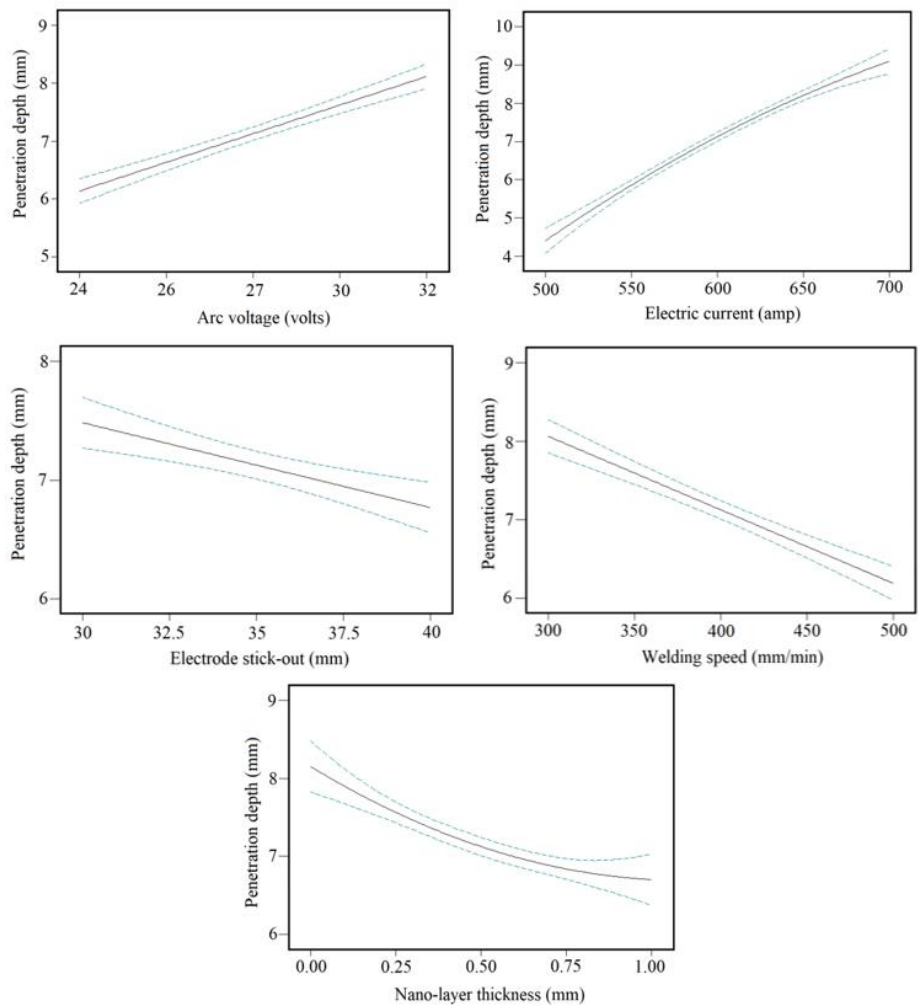 Penetration depth (mm)
9
8
7
6
5
24 26 27 30 32
Arc voltage (volts)
Penetration depth (mm)
10
9
8
7
6
5
4
500 550 600 650 700
Electric current (amp)
Penetration depth (mm)
8
7
6
30 32.5 35 37.5 40
Electrode stick-out (mm)
Penetration depth (mm)
9
8
7
6
300 350 400 450 500
Welding speed (mm/min)
Penetration depth (mm)
9
8
7
6
0.00 0.25 0.50 0.75 1.00
Nano-layer thickness (mm)